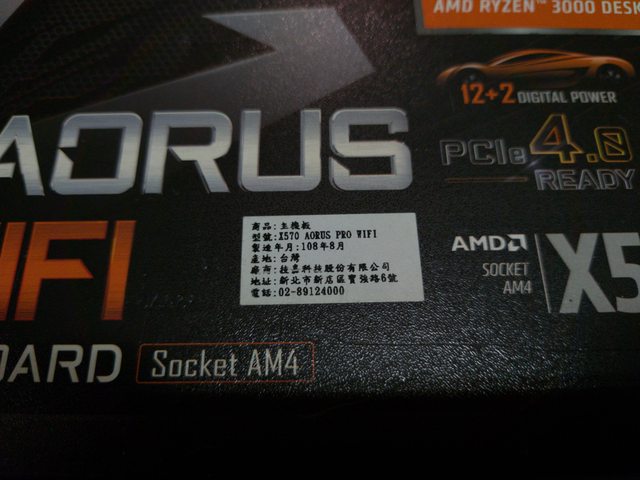 AMD RYZEN™ 3000 DESK
12+2 DIGITAL POWER
AORUS
PCIe 4.0
READY
WIFI
商品: 主機板
型號:X570 AORUS PRO WIFI
製造年月:108年8月
產地:台灣
廠商:技嘉科技股份有限公司
地址:新北市新店區寶強路6號
電話:02-89124000
AMD
SOCKET
AM4
X5
OARD
Socket AM4